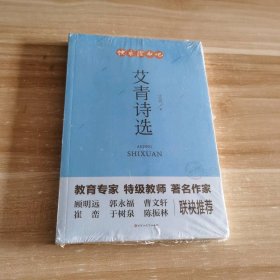 快乐读书吧
艾青诗选
AIQING
SHIXUAN
教育专家 特级教师 著名作家
顾明远 郭永福 曹文轩
崔峦 于树泉 陈振林
联袂推荐